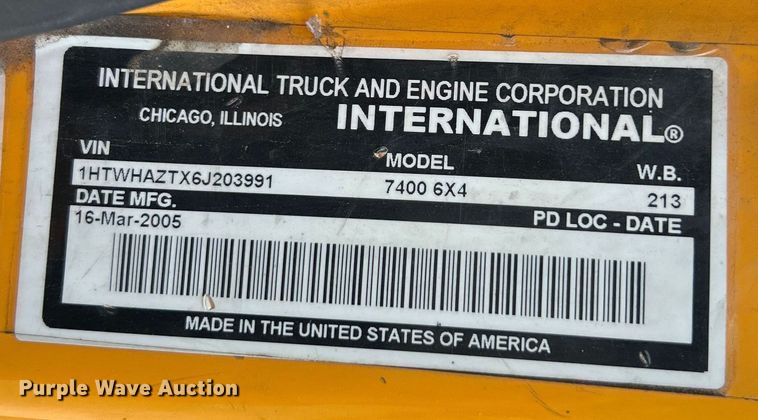 INTERNATIONAL TRUCK AND ENGINE CORPORATION
CHICAGO, ILLINOIS INTERNATIONAL®
VIN MODEL W.B.
1HTWHAZTX6J203991 7400 6X4 213
DATE MFG. PD LOC - DATE
16-Mar-2005
MADE IN THE UNITED STATES OF AMERICA
Purple Wave Auction